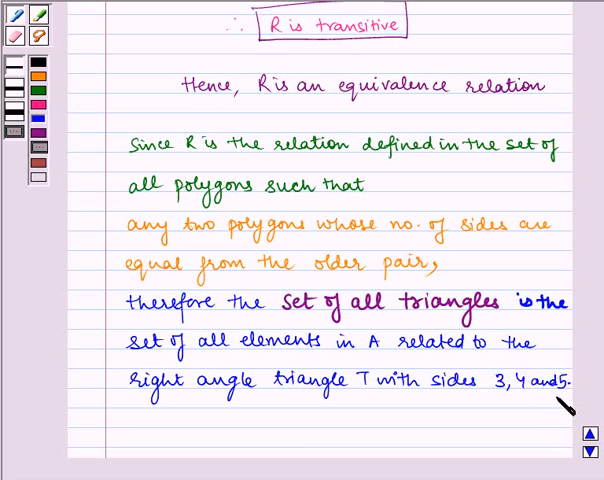 ∴ R is transitive
Hence, R is an equivalence relation
Since R is the relation defined in the set of
all polygons such that
any two polygons whose no. of sides are
equal from the older pair,
therefore the set of all triangles is the
set of all elements in A related to the
right angle triangle T with sides 3, 4 and 5.